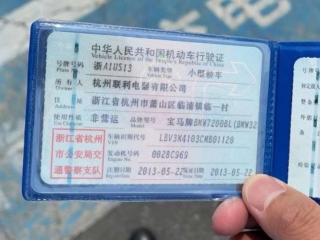 中华人民共和国机动车行驶证
Vehicle License of the People's Republic of China
号牌号码 浙A1US13 车辆类型 小型轿车
所有人 杭州联利电器有限公司
住址 浙江省杭州市萧山区临浦镇临一村
使用性质 非营运 品牌型号 宝马牌BMW7200BL(BMW32
浙江省杭州市公安局交通警察支队
车辆识别代号 VIN LBV3M4103CMB01120
发动机号码 Engine No. 0028C969
注册日期 2013-05-22 发证日期 2013-05-22